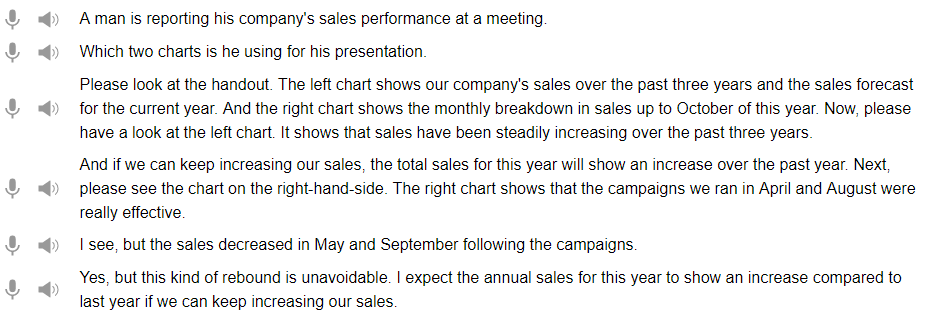 A man is reporting his company's sales performance at a meeting.
Which two charts is he using for his presentation.
Please look at the handout. The left chart shows our company's sales over the past three years and the sales forecast
for the current year. And the right chart shows the monthly breakdown in sales up to October of this year. Now, please
have a look at the left chart. It shows that sales have been steadily increasing over the past three years.
And if we can keep increasing our sales, the total sales for this year will show an increase over the past year. Next,
please see the chart on the right-hand-side. The right chart shows that the campaigns we ran in April and August were
really effective.
I see, but the sales decreased in May and September following the campaigns.
Yes, but this kind of rebound is unavoidable. I expect the annual sales for this year to show an increase compared to
last year if we can keep increasing our sales.